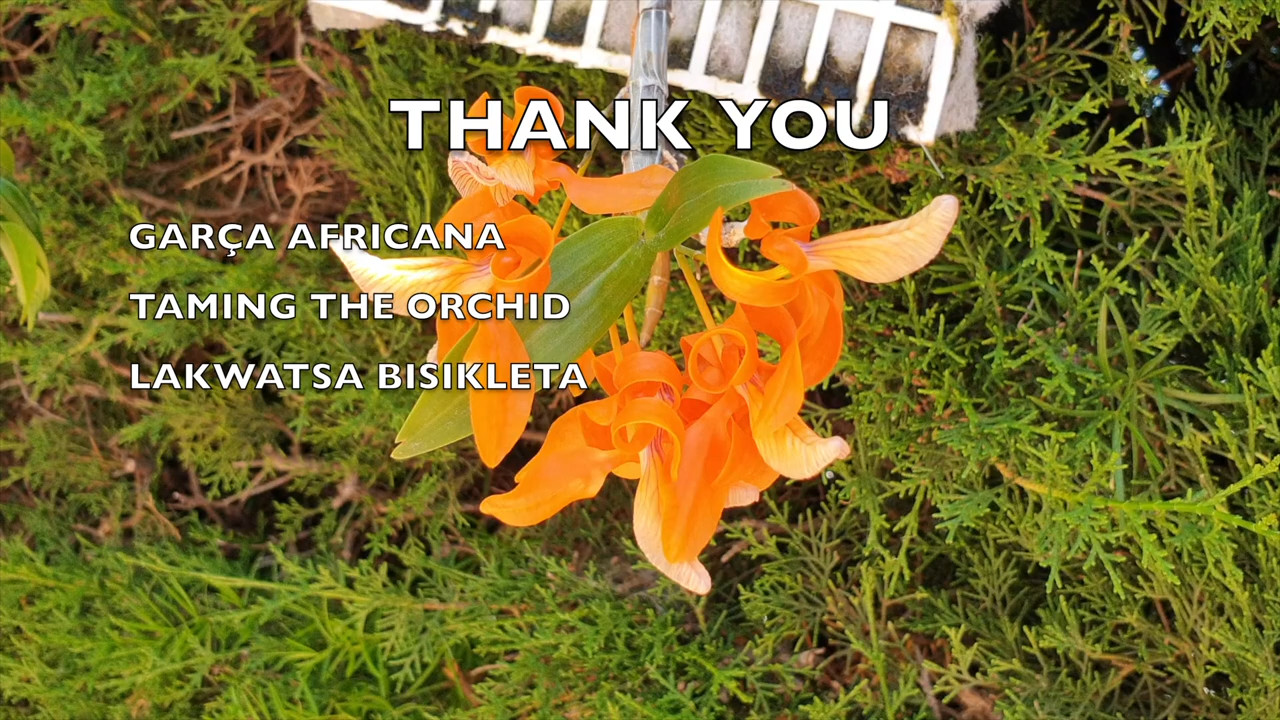 THANK YOU
GARÇA AFRICANA
TAMING THE ORCHID
LAKWATSA BISIKLETA